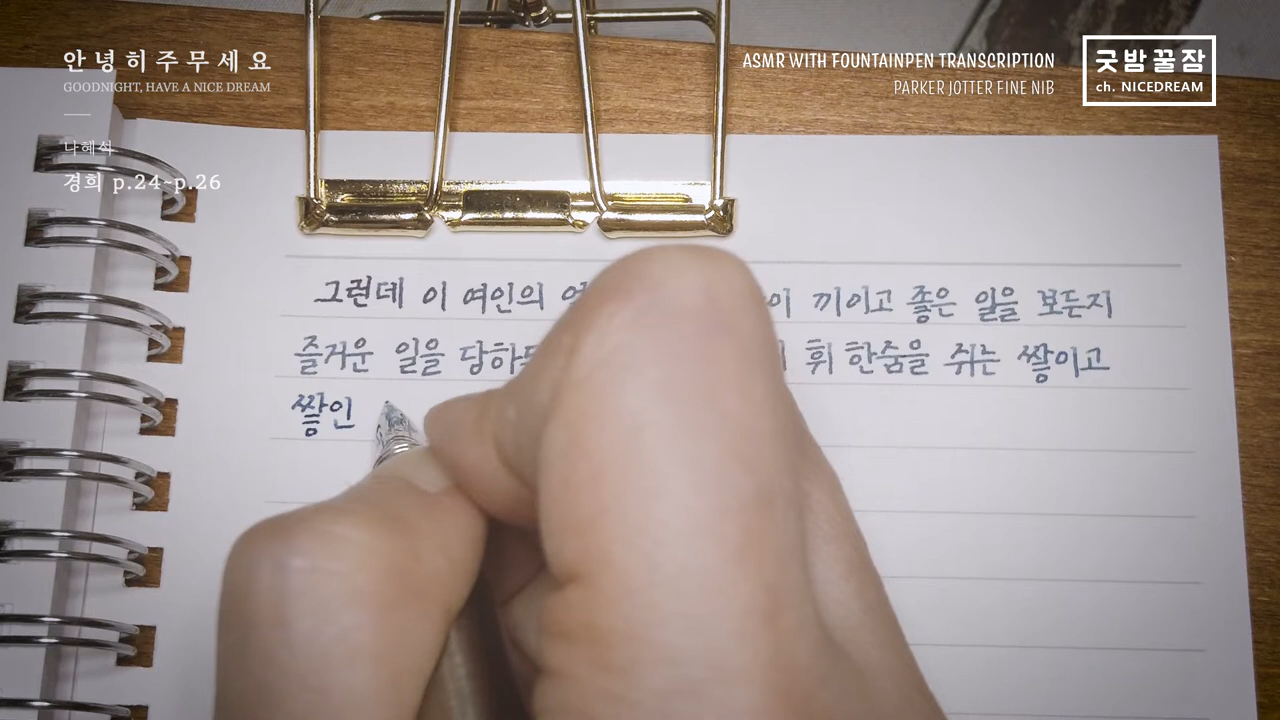 안녕히주무세요
GOODNIGHT, HAVE A NICE DREAM
나혜석
경희 p.24~p.26
ASMR WITH FOUNTAINPEN TRANSCRIPTION
PARKER JOTTER FINE NIB
굿밤꿀잠
ch. NICEDREAM
그런데 이 여인의 이 끼이고 좋은 일을 보든지
즐거운 일을 당하 휘 한숨을 쉬는 쌀이고
쌀인